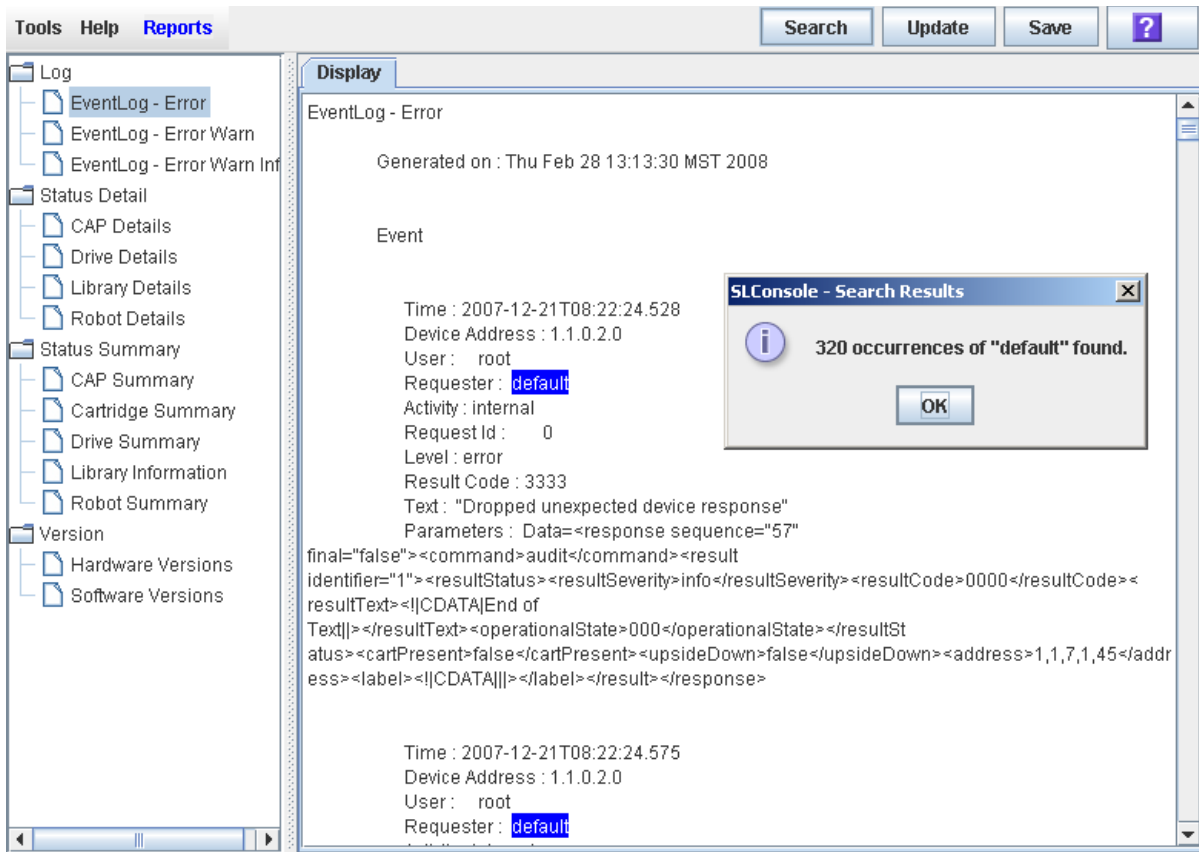 Tools Help Reports
Search Update Save ?
Log
EventLog - Error
EventLog - Error Warn
EventLog - Error Warn Inf
Status Detail
CAP Details
Drive Details
Library Details
Robot Details
Status Summary
CAP Summary
Cartridge Summary
Drive Summary
Library Information
Robot Summary
Version
Hardware Versions
Software Versions
Display
EventLog - Error
Generated on : Thu Feb 28 13:13:30 MST 2008
Event
Time : 2007-12-21T08:22:24.528
Device Address : 1.1.0.2.0
User : root
Requester : default
Activity : internal
Request Id : 0
Level : error
Result Code : 3333
Text : "Dropped unexpected device response"
Parameters : Data=<response sequence="57"
final="false"><command>audit</command><result
identifier="1"><resultStatus><resultSeverity>info</resultSeverity><resultCode>0000</resultCode><
resultText><!|CDATA|End of
Text||></resultText><operationalState>000</operationalState></resultSt
atus><cartPresent>false</cartPresent><upsideDown>false</upsideDown><address>1,1,7,1,45</addr
ess><label><!|CDATA|||></label></result></response>
Time : 2007-12-21T08:22:24.575
Device Address : 1.1.0.2.0
User : root
Requester : default
SLConsole - Search Results
320 occurrences of "default" found.
OK